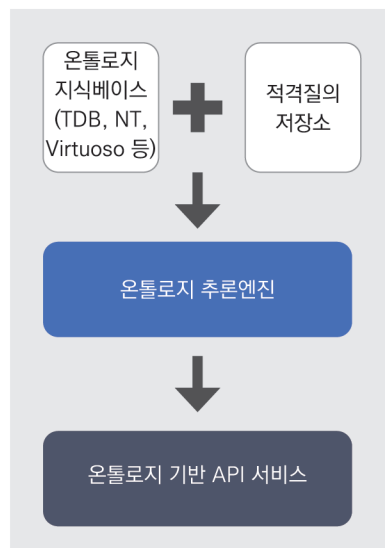 온톨로지
지식베이스
(TDB, NT,
Virtuoso 등)
적격질의
저장소
온톨로지 추론엔진
온톨로지 기반 API 서비스